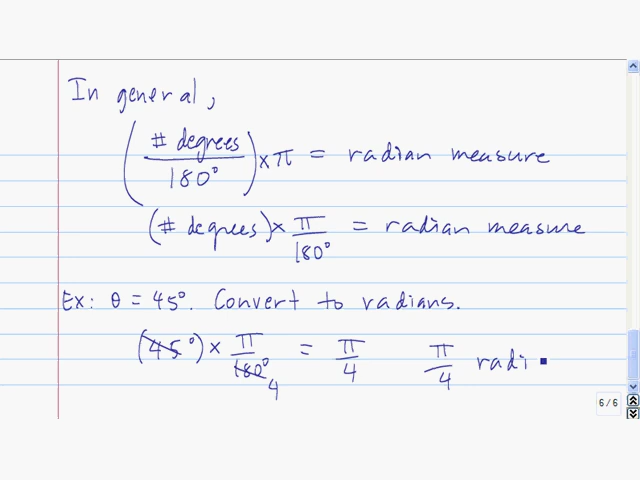 In general,
(# degrees / 180°) × π = radian measure
(# degrees) × π / 180° = radian measure
Ex: θ = 45°. Convert to radians.
(45°) × π / 180° 4 = π / 4 π / 4 radi
6/6